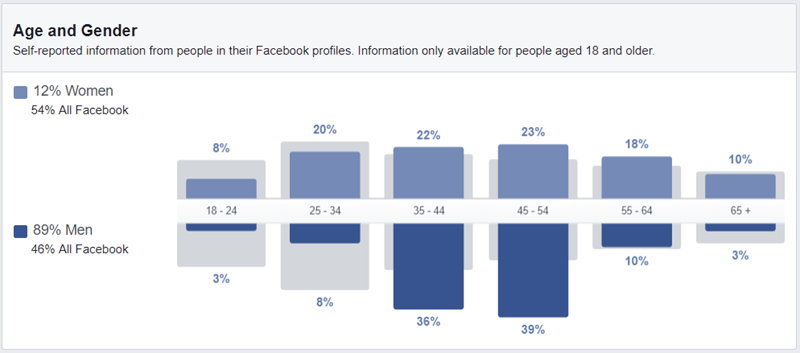 Age and Gender
Self-reported information from people in their Facebook profiles. Information only available for people aged 18 and older.
12% Women
54% All Facebook
8%
20%
22%
23%
18%
10%
18 - 24
25 - 34
35 - 44
45 - 54
55 - 64
65 +
89% Men
46% All Facebook
3%
8%
36%
39%
10%
3%